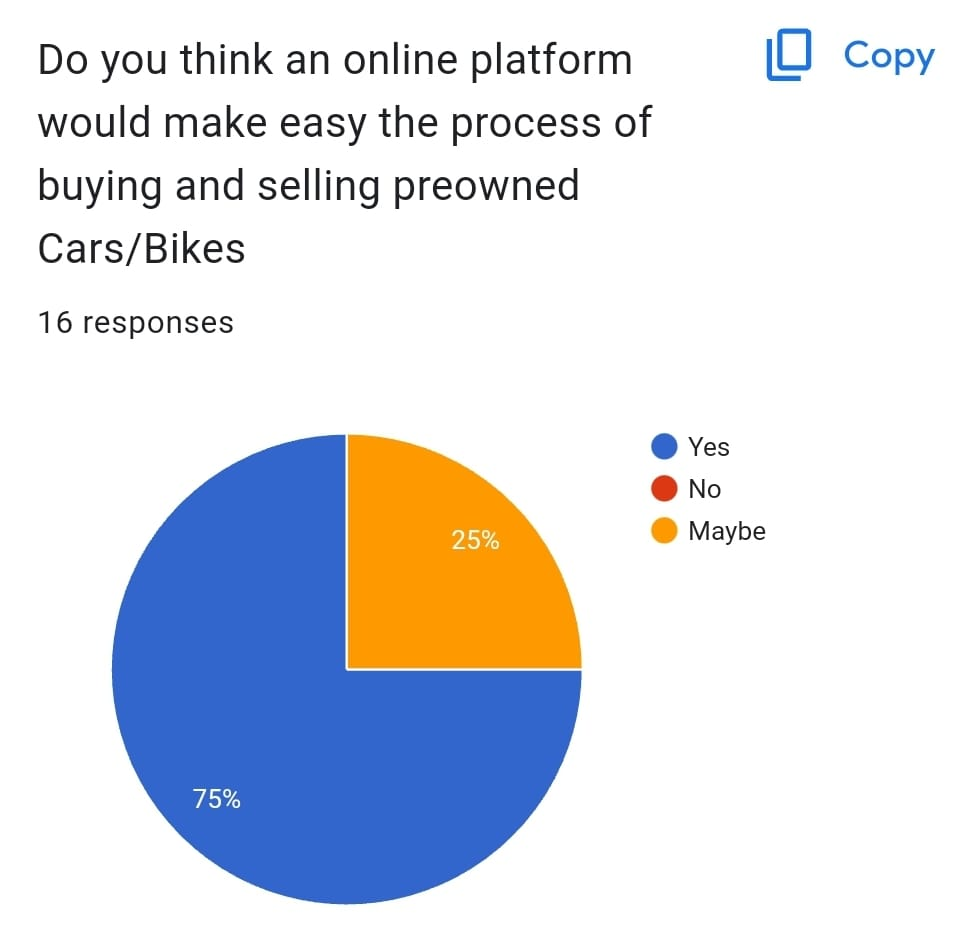 Do you think an online platform
would make easy the process of
buying and selling preowned
Cars/Bikes
Copy
16 responses
Yes
No
Maybe
25%
75%